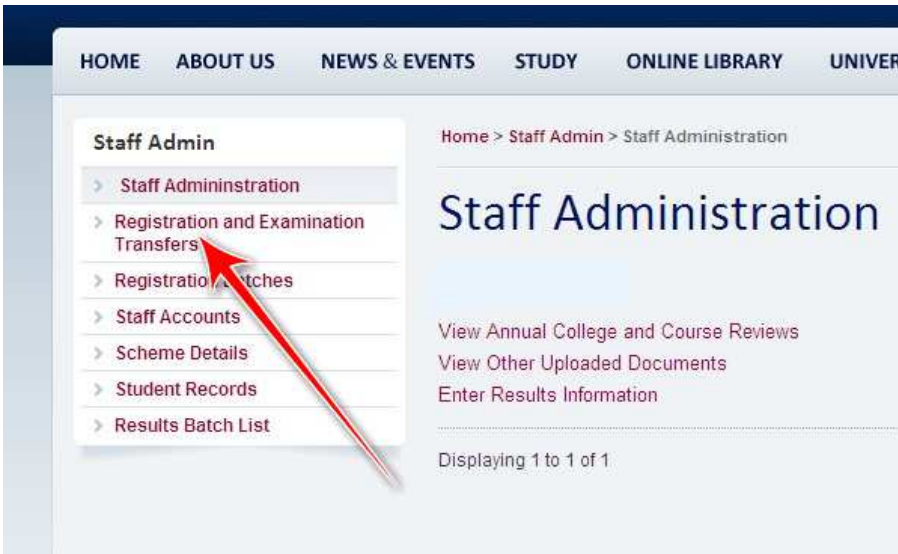 HOME ABOUT US NEWS & EVENTS STUDY ONLINE LIBRARY
Staff Admin
Staff Admininstration
Registration and Examination
Transfers
Registration
Staff Accounts
Scheme Details
Student Records
Results Batch List
Home > Staff Admin > Staff Administration
Staff Administration
View Annual College and Course Reviews
View Other Uploaded Documents
Enter Results Information
Displaying 1 to 1 of 1